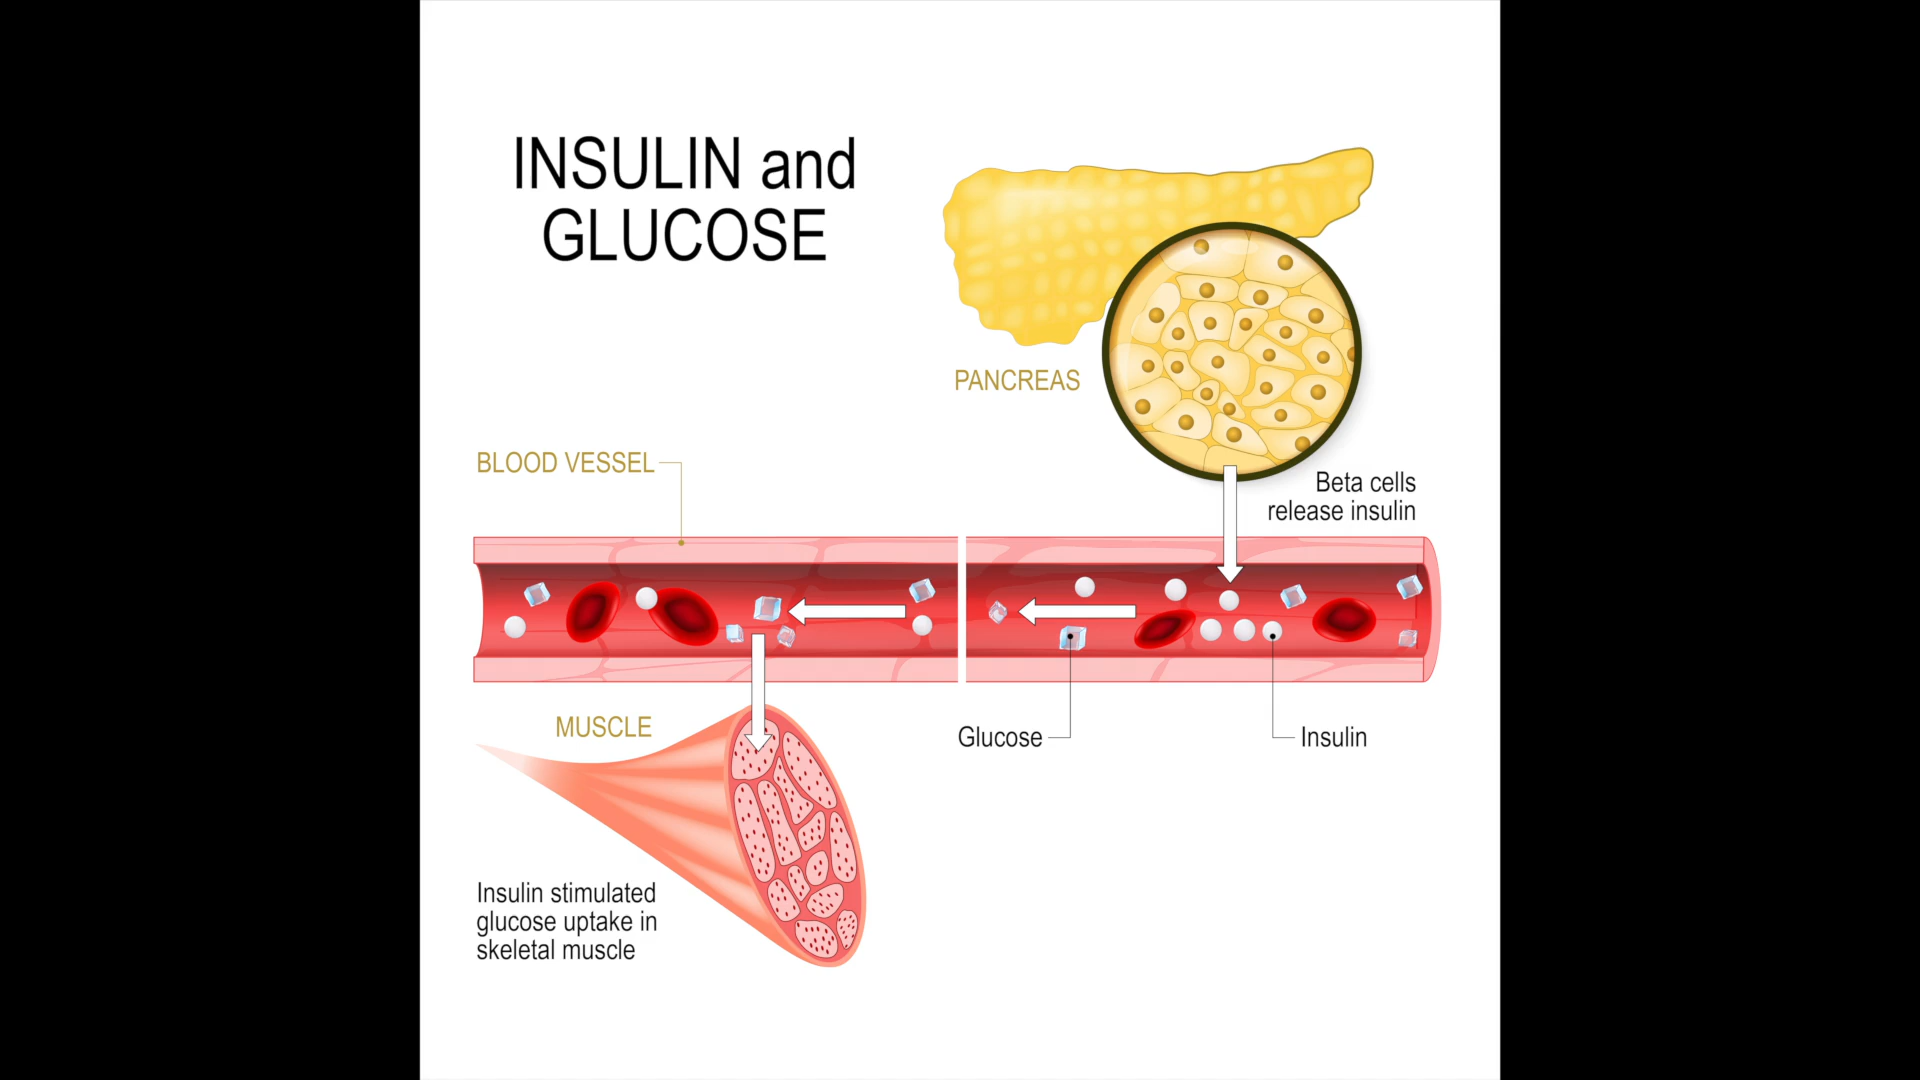 INSULIN and
GLUCOSE
PANCREAS
BLOOD VESSEL
Beta cells
release insulin
MUSCLE
Glucose
Insulin
Insulin stimulated
glucose uptake in
skeletal muscle